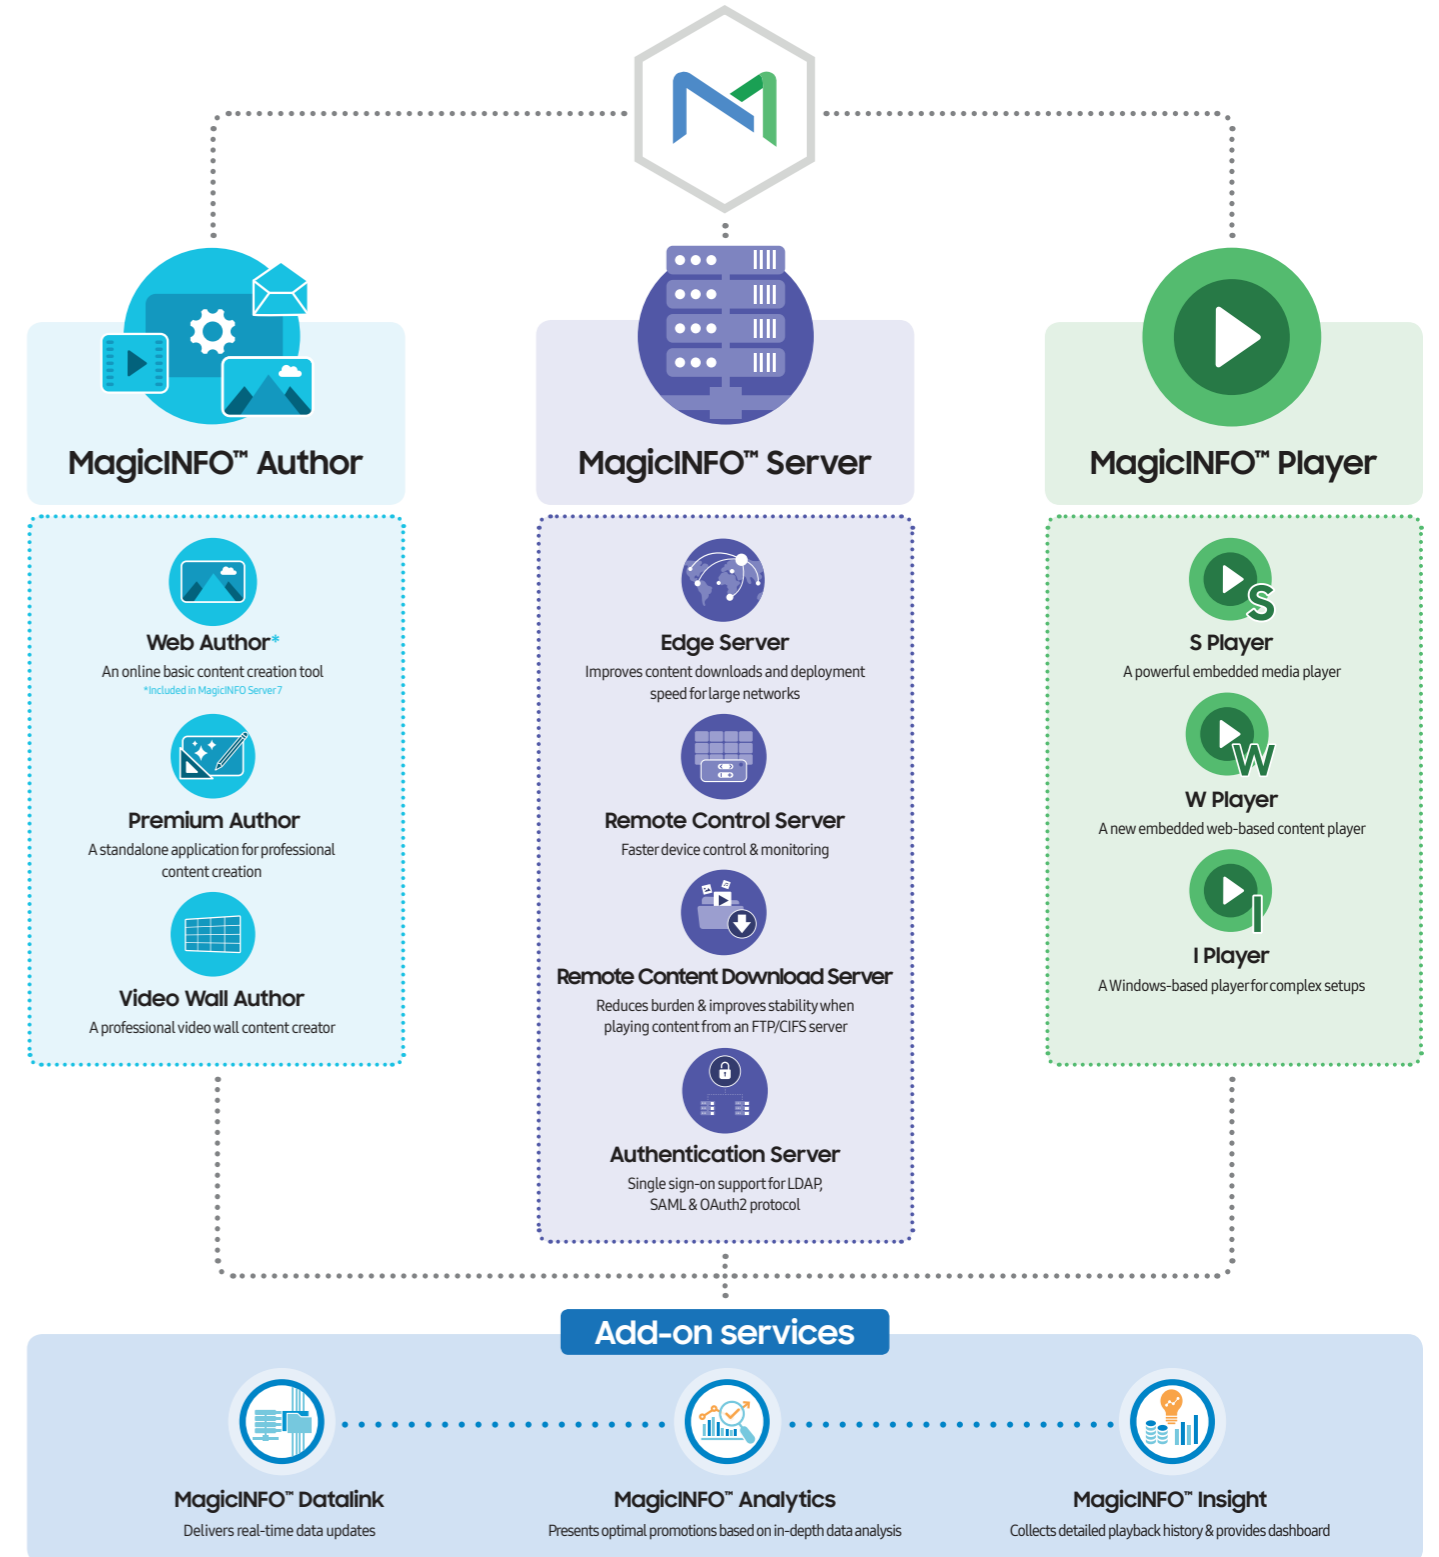 MagicINFO™ Author
Web Author*
An online basic content creation tool
*Included in MagicINFO Server 7
Premium Author
A standalone application for professional
content creation
Video Wall Author
A professional video wall content creator
MagicINFO™ Server
Edge Server
Improves content downloads and deployment
speed for large networks
Remote Control Server
Faster device control & monitoring
Remote Content Download Server
Reduces burden & improves stability when
playing content from an FTP/CIFS server
Authentication Server
Single sign-on support for LDAP,
SAML & OAuth2 protocol
MagicINFO™ Player
S
S Player
A powerful embedded media player
W
W Player
A new embedded web-based content player
I
I Player
A Windows-based player for complex setups
Add-on services
MagicINFO™ Datalink
Delivers real-time data updates
MagicINFO™ Analytics
Presents optimal promotions based on in-depth data analysis
MagicINFO™ Insight
Collects detailed playback history & provides dashboard